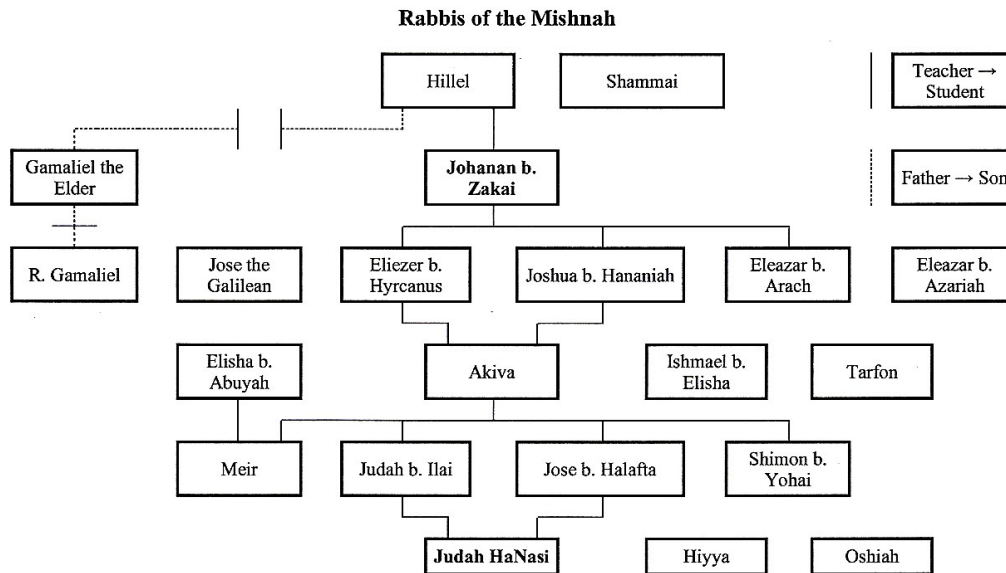 Rabbis of the Mishnah
Hillel
Shammai
Teacher →
Student
Gamaliel the
Elder
Johanan b.
Zakai
Father → Son
R. Gamaliel
Jose the
Galilean
Eliezer b.
Hyrcanus
Joshua b. Hananiah
Eleazar b.
Arach
Eleazar b.
Azariah
Elisha b.
Abuyah
Akiva
Ishmael b.
Elisha
Tarfon
Meir
Judah b. Ilai
Jose b. Halafta
Shimon b.
Yohai
Judah HaNasi
Hiyya
Oshiah